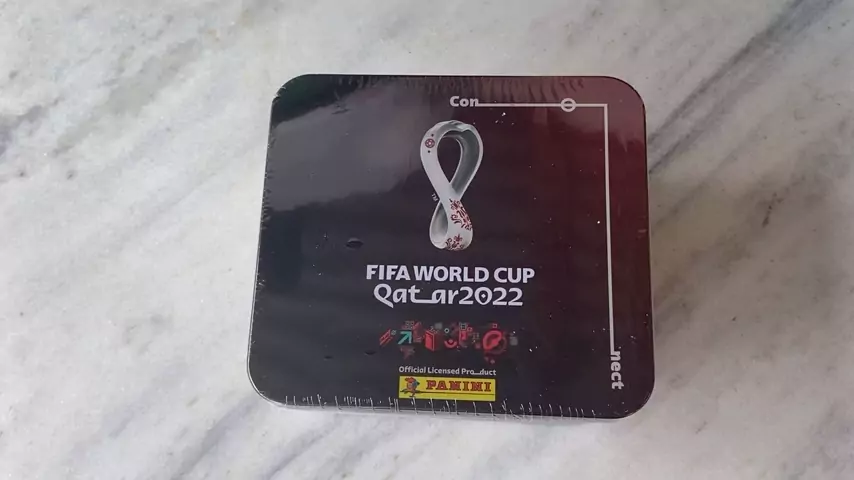 Con
FIFA WORLD CUP
Qatar2022
Official Licensed Product
PANINI
nect